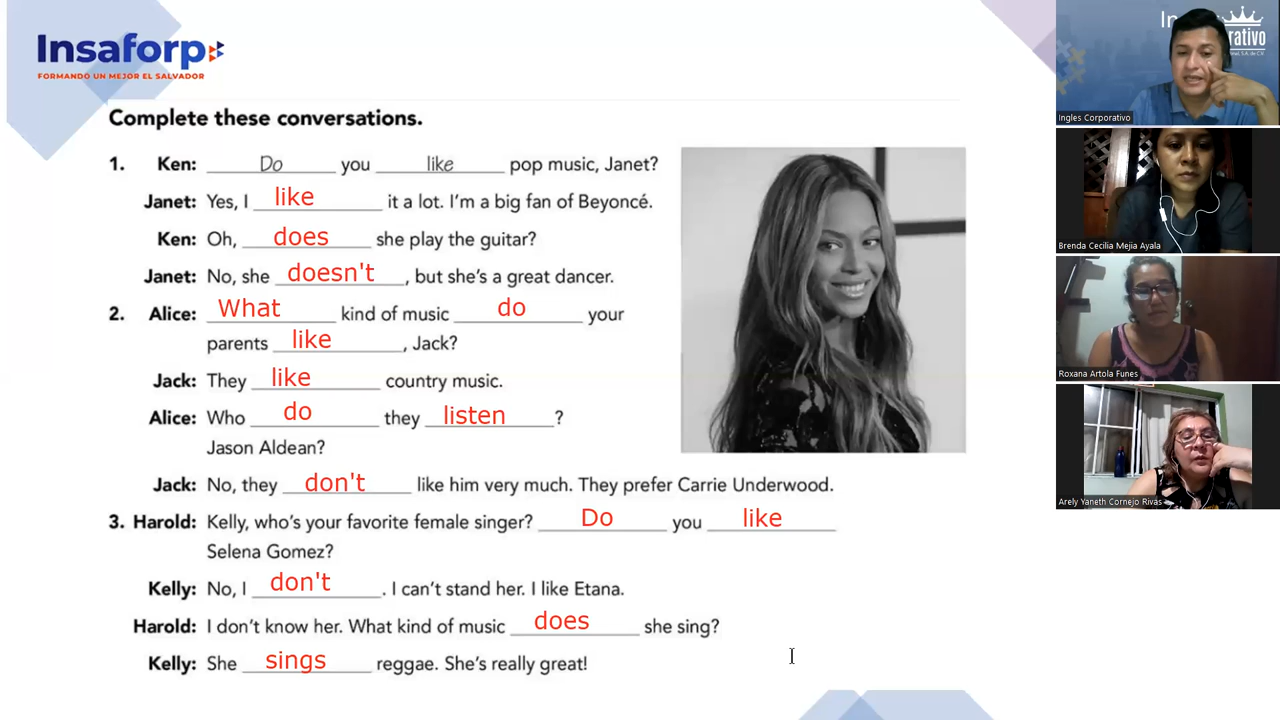 Insaforp
FORMANDO UN MEJOR EL SALVADOR
Complete these conversations.
1. Ken: Do you like pop music, Janet?
Janet: Yes, I like it a lot. I'm a big fan of Beyoncé.
Ken: Oh, does she play the guitar?
Janet: No, she doesn't, but she's a great dancer.
2. Alice: What kind of music do your
parents like, Jack?
Jack: They like country music.
Alice: Who do they listen?
Jason Aldean?
Jack: No, they don't like him very much. They prefer Carrie Underwood.
3. Harold: Kelly, who's your favorite female singer? Do you like
Selena Gomez?
Kelly: No, I don't. I can't stand her. I like Etana.
Harold: I don't know her. What kind of music does she sing?
Kelly: She sings reggae. She's really great!
Ingles Corporativo
Brenda Cecilia Mejia Ayala
Roxana Artola Funes
Arely Yaneth Cornejo Rivas